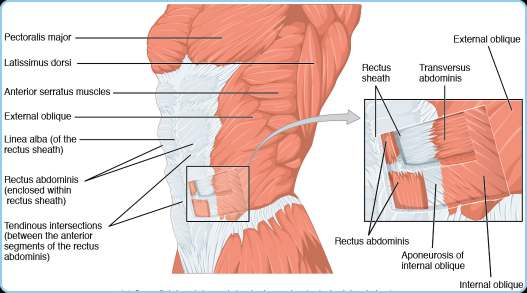 Pectoralis major
Latissimus dorsi
Anterior serratus muscles
External oblique
Linea alba (of the
rectus sheath)
Rectus abdominis
(enclosed within
rectus sheath)
Tendinous intersections
(between the anterior
segments of the rectus
abdominis)
External oblique
Rectus
sheath
Transversus
abdominis
Rectus abdominis
Aponeurosis of
internal oblique
Internal oblique